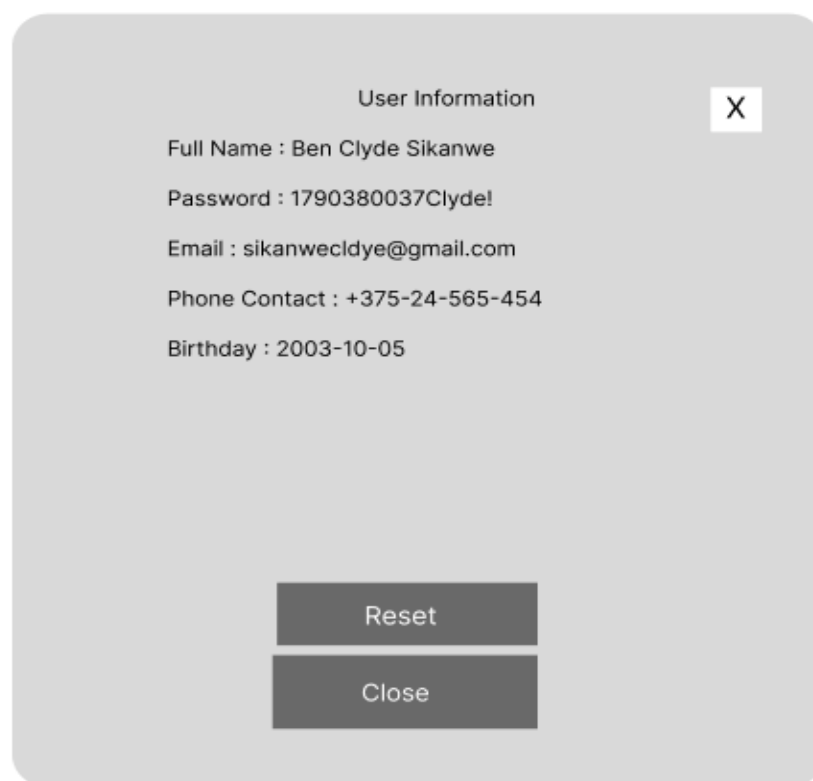 User Information
X
Full Name : Ben Clyde Sikanwe
Password : 1790380037Clyde!
Email : sikanwecldye@gmail.com
Phone Contact : +375-24-565-454
Birthday : 2003-10-05
Reset
Close